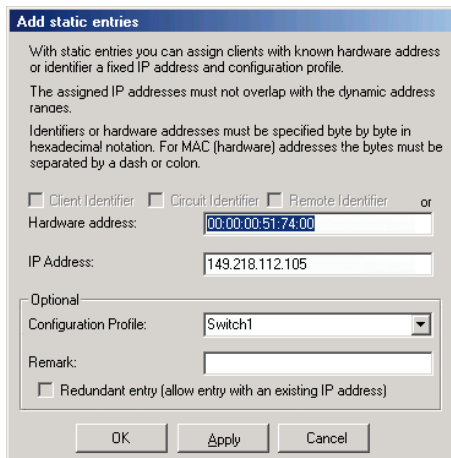 Add static entries
With static entries you can assign clients with known hardware address
or identifier a fixed IP address and configuration profile.
The assigned IP addresses must not overlap with the dynamic address
ranges.
Identifiers or hardware addresses must be specified byte by byte in
hexadecimal notation. For MAC (hardware) addresses the bytes must be
separated by a dash or colon.
Client Identifier Circuit Identifier Remote Identifier or
Hardware address: 00:00:00:51:74:00
IP Address: 149.218.112.105
Optional
Configuration Profile: Switch1
Remark:
Redundant entry (allow entry with an existing IP address)
OK Apply Cancel